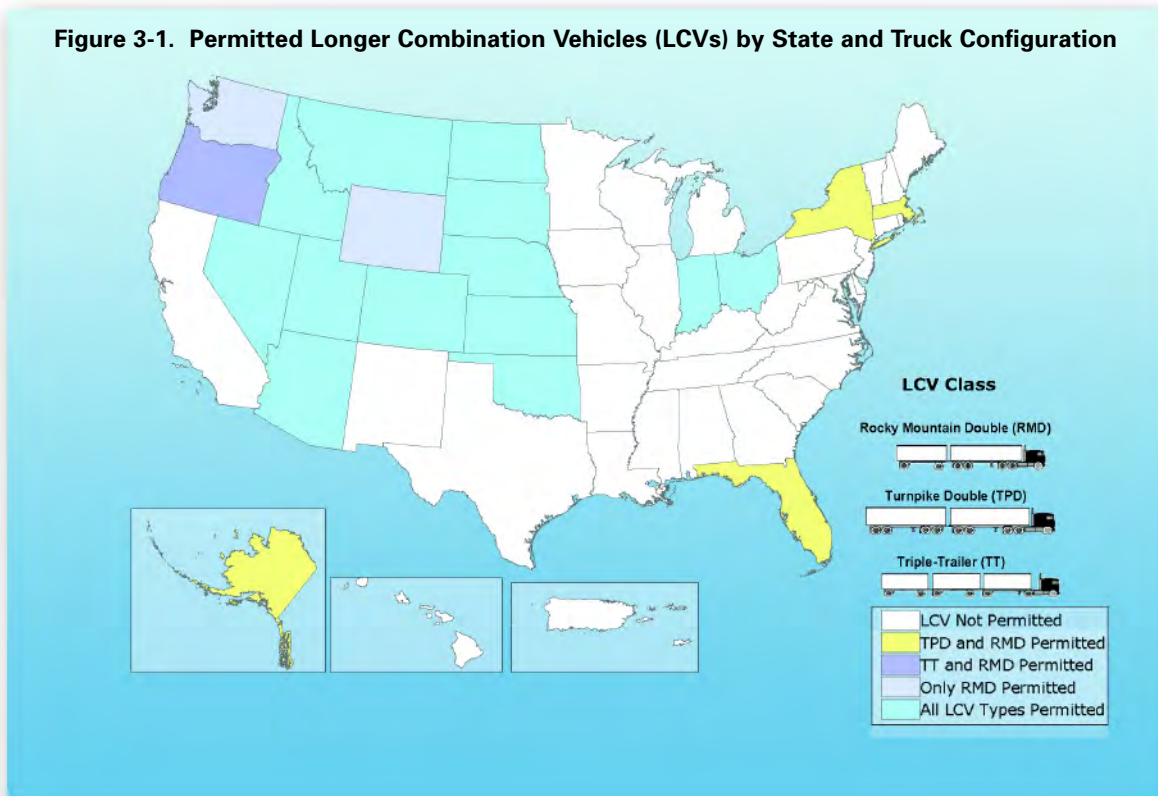 Figure 3-1. Permitted Longer Combination Vehicles (LCVs) by State and Truck Configuration
LCV Class
Rocky Mountain Double (RMD)
Turnpike Double (TPD)
Triple-Trailer (TT)
LCV Not Permitted
TPD and RMD Permitted
TT and RMD Permitted
Only RMD Permitted
All LCV Types Permitted